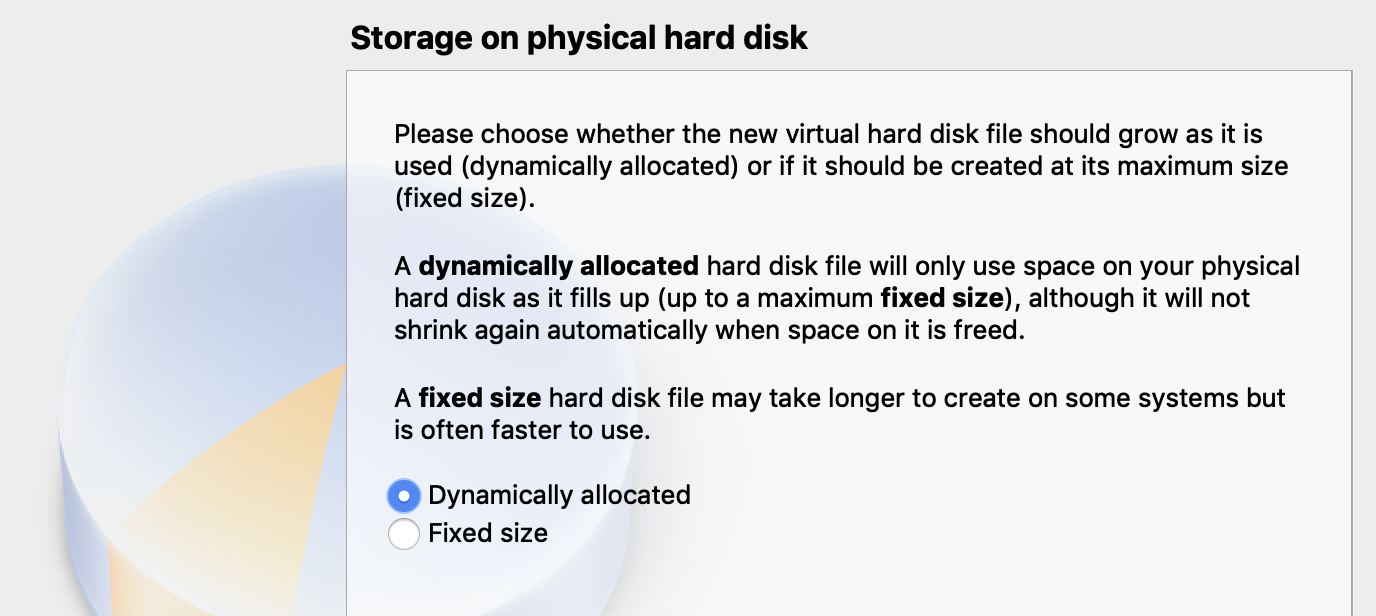 Storage on physical hard disk
Please choose whether the new virtual hard disk file should grow as it is
used (dynamically allocated) or if it should be created at its maximum size
(fixed size).
A dynamically allocated hard disk file will only use space on your physical
hard disk as it fills up (up to a maximum fixed size), although it will not
shrink again automatically when space on it is freed.
A fixed size hard disk file may take longer to create on some systems but
is often faster to use.
Dynamically allocated
Fixed size